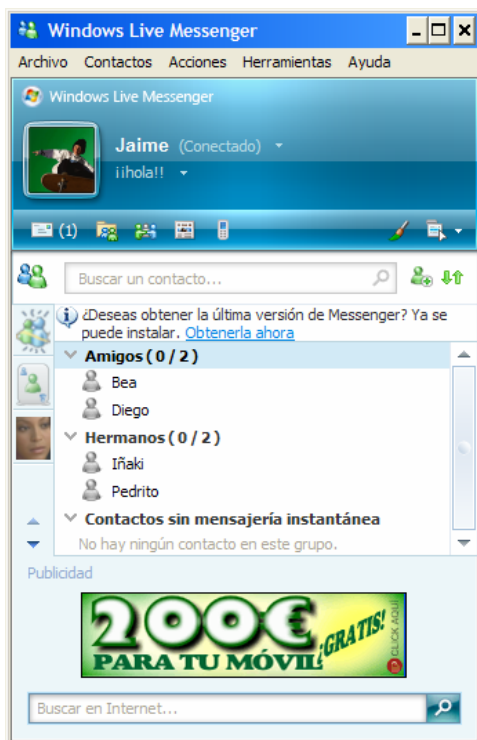 Windows Live Messenger
Archivo Contactos Acciones Herramientas Ayuda
Windows Live Messenger
Jaime (Conectado)
¡¡hola!!
(1)
Buscar un contacto...
¿Deseas obtener la última versión de Messenger? Ya se
puede instalar. Obtenerla ahora
Amigos ( 0 / 2 )
Bea
Diego
Hermanos ( 0 / 2 )
Iñaki
Pedrito
Contactos sin mensajería instantánea
No hay ningún contacto en este grupo.
Publicidad
200€
¡GRATIS!
PARA TU MÓVIL
CLICK AQUÍ
Buscar en Internet...